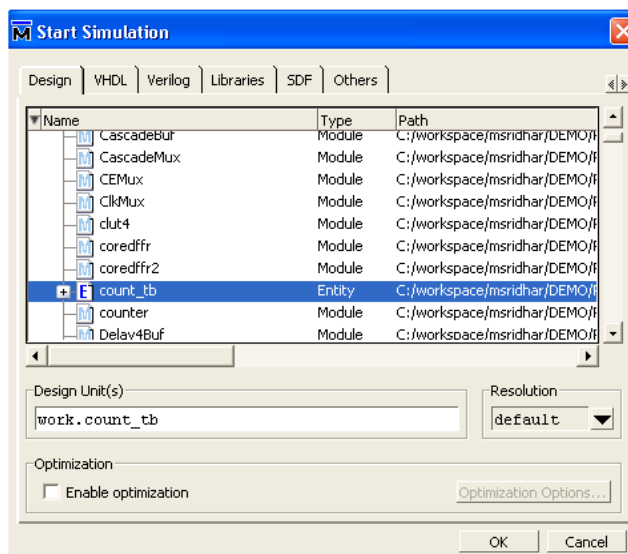 Start Simulation
Design VHDL Verilog Libraries SDF Others
Name Type Path
CascadeBuf Module C:/workspace/msridhar/DEMO/F
CascadeMux Module C:/workspace/msridhar/DEMO/F
CEMux Module C:/workspace/msridhar/DEMO/F
ClkMux Module C:/workspace/msridhar/DEMO/F
clut4 Module C:/workspace/msridhar/DEMO/F
coredffr Module C:/workspace/msridhar/DEMO/F
coredffr2 Module C:/workspace/msridhar/DEMO/F
count_tb Entity C:/workspace/msridhar/DEMO/F
counter Module C:/workspace/msridhar/DEMO/F
Delay4Buf Module C:/workspace/msridhar/DEMO/F
Design Unit(s) Resolution
work.count_tb default
Optimization
Enable optimization Optimization Options...
OK Cancel